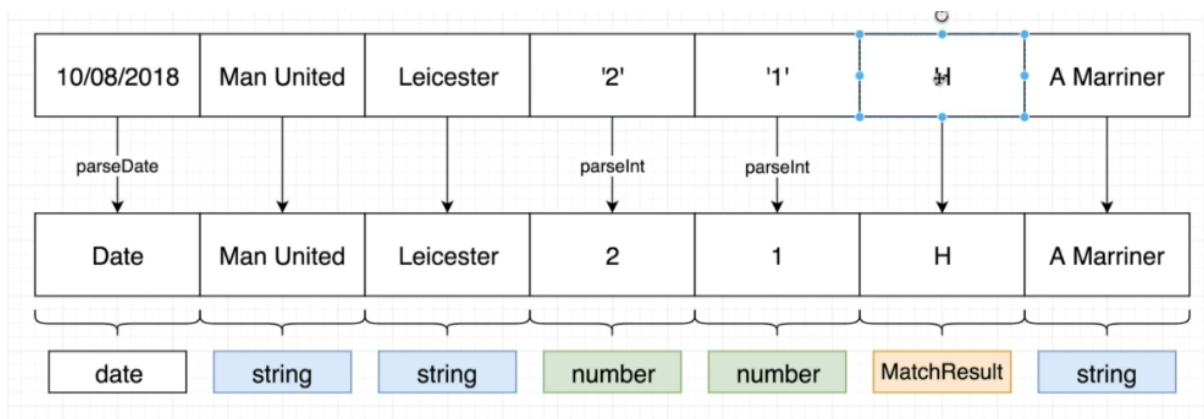 10/08/2018 Man United Leicester '2' '1' H A Marriner
parseDate parseInt parseInt
Date Man United Leicester 2 1 H A Marriner
date string string number number MatchResult string